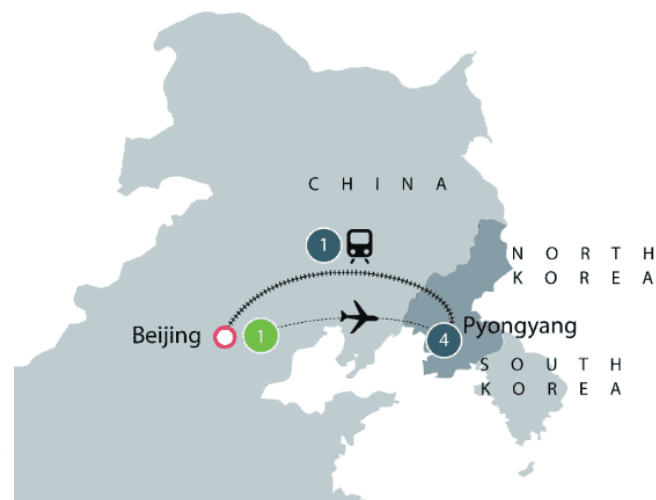 C H I N A
1
N O R T H
K O R E A
Beijing
1
Pyongyang
4
S O U T H
K O R E A